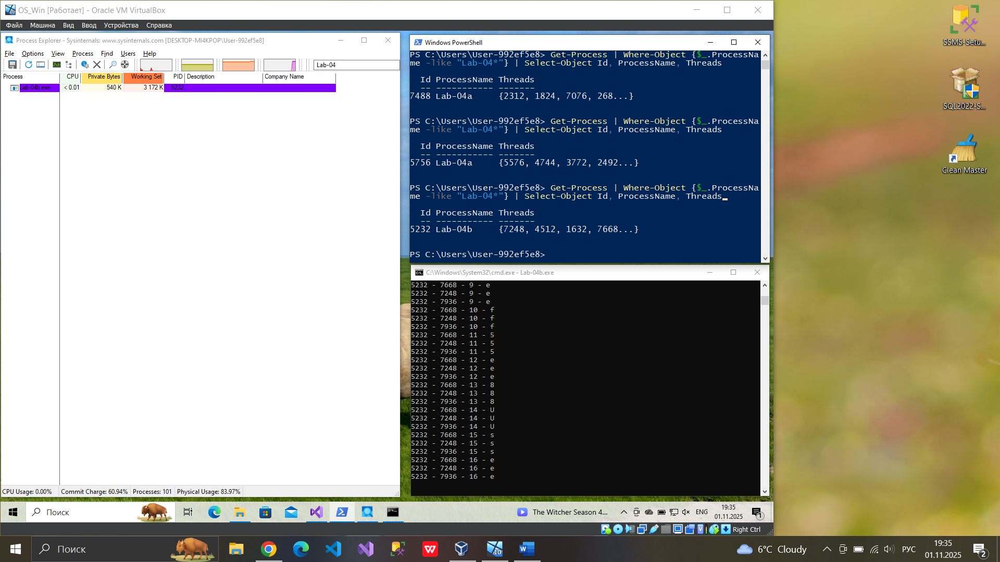 OS_Win [Работает] - Oracle VM VirtualBox
Файл Машина Вид Ввод Устройства Справка
Process Explorer - Sysinternals: www.sysinternals.com [DESKTOP-MI4KPOP\User-992ef5e8]
File Options View Process Find Users Help
Lab-04
Process CPU Private Bytes Working Set PID Description Company Name
Lab-04b.exe < 0.01 540 K 3 172 K 5232
CPU Usage: 0.00% Commit Charge: 60.94% Processes: 101 Physical Usage: 83.97%
Windows PowerShell
PS C:\Users\User-992ef5e8> Get-Process | Where-Object {$_.ProcessNa
me -like "Lab-04*"} | Select-Object Id, ProcessName, Threads
Id ProcessName Threads
-- ----------- -------
7488 Lab-04a {2312, 1824, 7076, 268...}
PS C:\Users\User-992ef5e8> Get-Process | Where-Object {$_.ProcessNa
me -like "Lab-04*"} | Select-Object Id, ProcessName, Threads
Id ProcessName Threads
-- ----------- -------
5756 Lab-04a {5576, 4744, 3772, 2492...}
PS C:\Users\User-992ef5e8> Get-Process | Where-Object {$_.ProcessNa
me -like "Lab-04*"} | Select-Object Id, ProcessName, Threads
Id ProcessName Threads
-- ----------- -------
5232 Lab-04b {7248, 4512, 1632, 7668...}
PS C:\Users\User-992ef5e8>
C:\Windows\System32\cmd.exe - Lab-04b.exe
5232 - 7668 - 9 - e
5232 - 7248 - 9 - e
5232 - 7936 - 9 - e
5232 - 7668 - 10 - f
5232 - 7248 - 10 - f
5232 - 7936 - 10 - f
5232 - 7668 - 11 - 5
5232 - 7248 - 11 - 5
5232 - 7936 - 11 - 5
5232 - 7668 - 12 - e
5232 - 7248 - 12 - e
5232 - 7936 - 12 - e
5232 - 7668 - 13 - 8
5232 - 7248 - 13 - 8
5232 - 7936 - 13 - 8
5232 - 7668 - 14 - U
5232 - 7248 - 14 - U
5232 - 7936 - 14 - U
5232 - 7668 - 15 - s
5232 - 7248 - 15 - s
5232 - 7936 - 15 - s
5232 - 7668 - 16 - e
5232 - 7248 - 16 - e
5232 - 7936 - 16 - e
Поиск
The Witcher Season 4...
ENG
19:35
01.11.2025
1
Right Ctrl
SSMS-Setu...
SQL2022-S...
Clean Master
Поиск
10
6°C Cloudy
РУС
19:35
01.11.2025
2